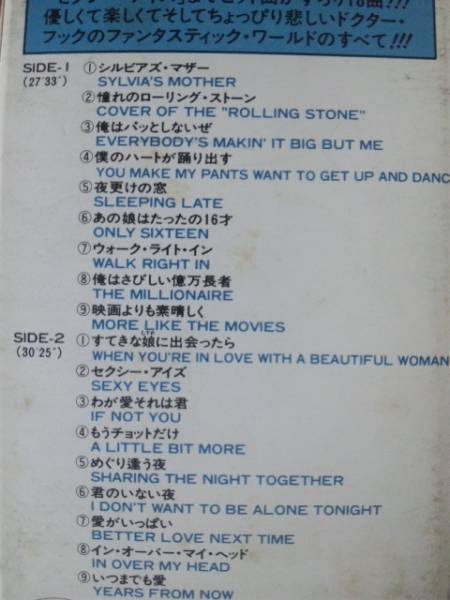 優しくて楽しくてそしてちょっぴり悲しいドクター・
フックのファンタスティック・ワールドのすべて!!!
SIDE-1 ①シルビアズ・マザー
(27'33") SYLVIA'S MOTHER
②憧れのローリング・ストーン
COVER OF THE "ROLLING STONE"
③俺はパッとしないぜ
EVERYBODY'S MAKIN' IT BIG BUT ME
④僕のハートが踊り出す
YOU MAKE MY PANTS WANT TO GET UP AND DANC
⑤夜更けの窓
SLEEPING LATE
⑥あの娘はたったの16才
ONLY SIXTEEN
⑦ウォーク・ライト・イン
WALK RIGHT IN
⑧俺はさびしい億万長者
THE MILLIONAIRE
⑨映画よりも素晴しく
MORE LIKE THE MOVIES
SIDE-2 ①すてきな娘に出会ったら
(30'25") WHEN YOU'RE IN LOVE WITH A BEAUTIFUL WOMAN
②セクシー・アイズ
SEXY EYES
③わが愛それは君
IF NOT YOU
④もうチョットだけ
A LITTLE BIT MORE
⑤めぐり逢う夜
SHARING THE NIGHT TOGETHER
⑥君のいない夜
I DON'T WANT TO BE ALONE TONIGHT
⑦愛がいっぱい
BETTER LOVE NEXT TIME
⑧イン・オーバー・マイ・ヘッド
IN OVER MY HEAD
⑨いつまでも愛
YEARS FROM NOW